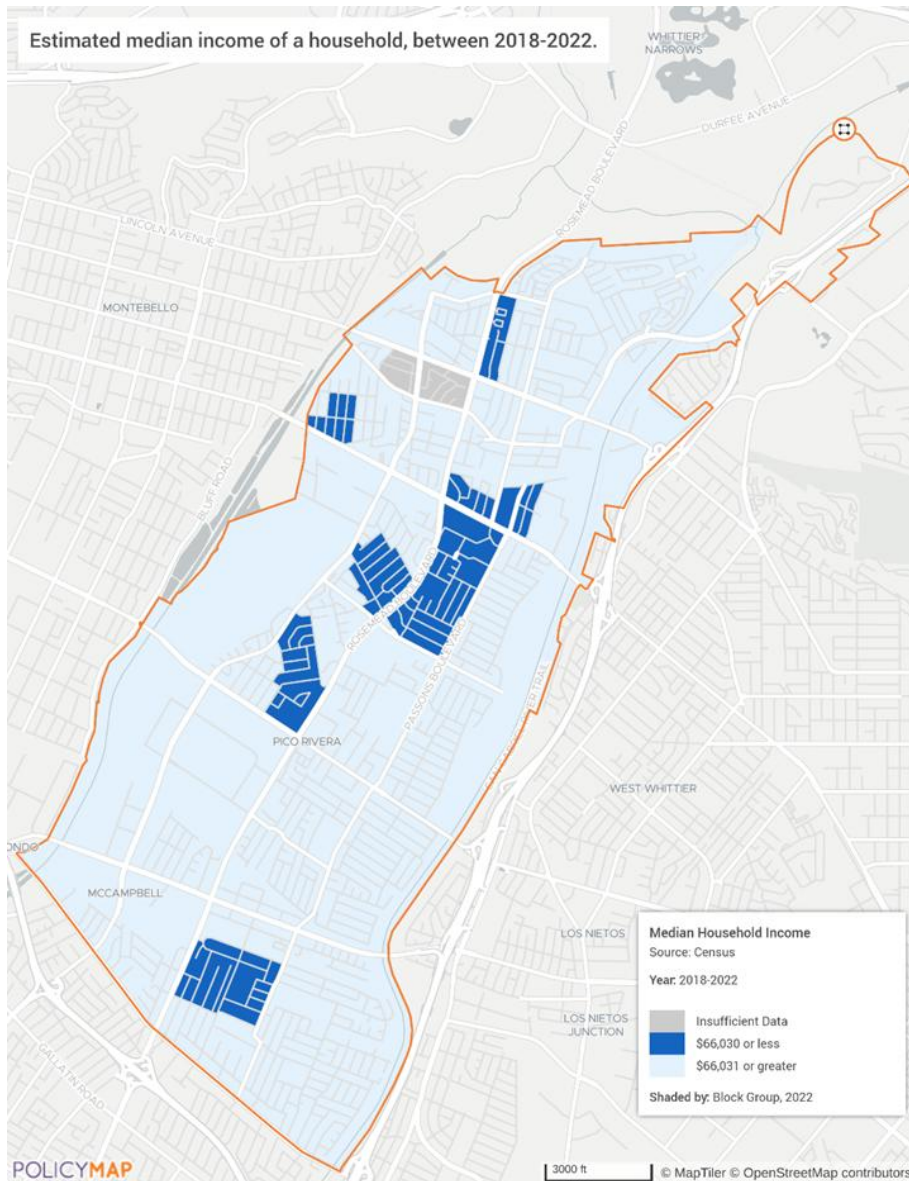 Estimated median income of a household, between 2018-2022.
WHITTIER
NARROWS
DURFEE AVENUE
ROSEMEAD BOULEVARD
LINCOLN AVENUE
MONTEBELLO
BLUFF ROAD
ROSEMEAD BOULEVARD
PASSONS BOULEVARD
PICO RIVERA
WEST WHITTIER
ONDO
MCCAMPBELL
LOS NIETOS
LOS NIETOS
JUNCTION
GALLATIN ROAD
Median Household Income
Source: Census
Year: 2018-2022
Insufficient Data
$66,030 or less
$66,031 or greater
Shaded by: Block Group, 2022
POLICYMAP
3000 ft
© MapTiler © OpenStreetMap contributors